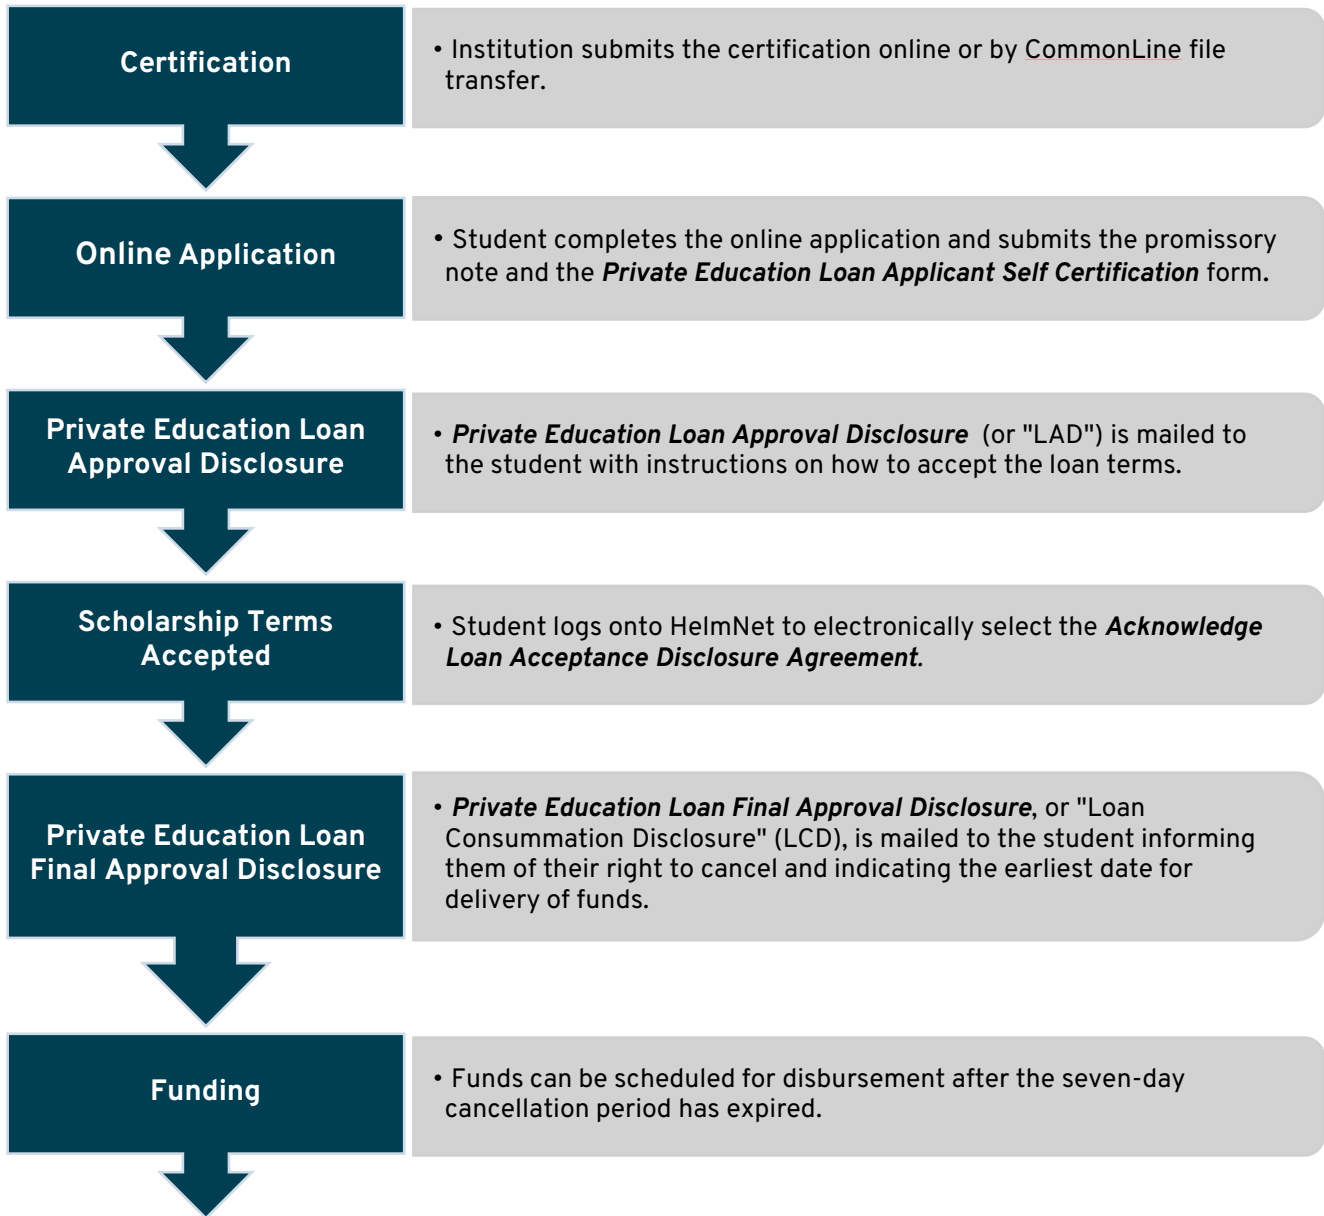 Certification
• Institution submits the certification online or by CommonLine file
transfer.
Online Application
• Student completes the online application and submits the promissory
note and the Private Education Loan Applicant Self Certification form.
Private Education Loan
Approval Disclosure
• Private Education Loan Approval Disclosure (or "LAD") is mailed to
the student with instructions on how to accept the loan terms.
Scholarship Terms
Accepted
• Student logs onto HelmNet to electronically select the Acknowledge
Loan Acceptance Disclosure Agreement.
Private Education Loan
Final Approval Disclosure
• Private Education Loan Final Approval Disclosure, or "Loan
Consummation Disclosure" (LCD), is mailed to the student informing
them of their right to cancel and indicating the earliest date for
delivery of funds.
Funding
• Funds can be scheduled for disbursement after the seven-day
cancellation period has expired.